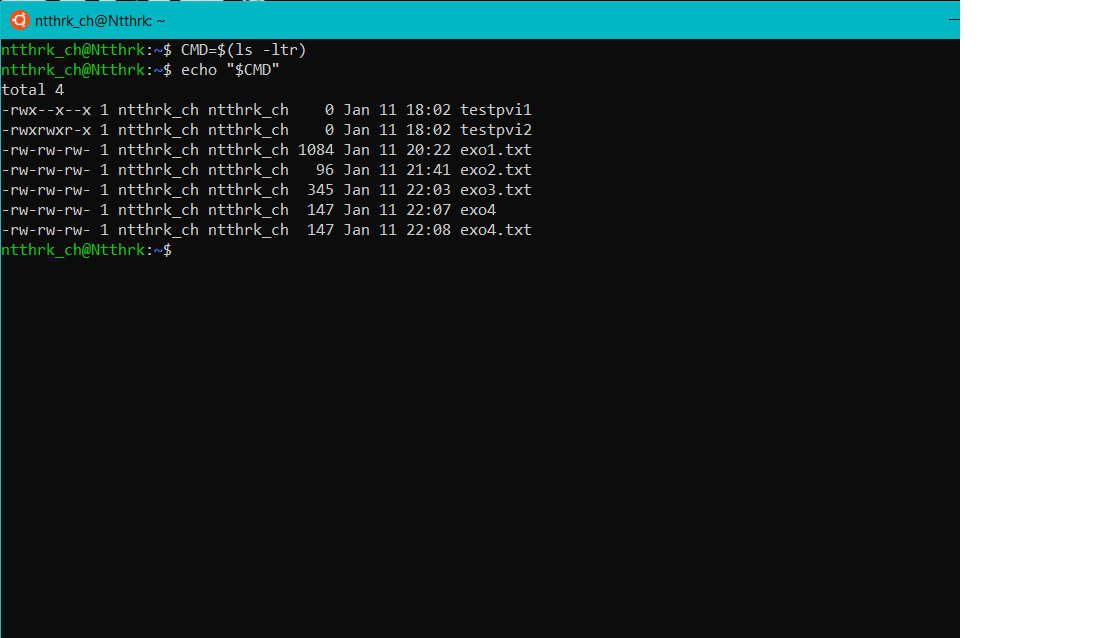 ntthrk_ch@Ntthrk: ~
ntthrk_ch@Ntthrk:~$ CMD=$(ls -ltr)
ntthrk_ch@Ntthrk:~$ echo "$CMD"
total 4
-rwx--x--x 1 ntthrk_ch ntthrk_ch    0 Jan 11 18:02 testpvi1
-rwxrwxr-x 1 ntthrk_ch ntthrk_ch    0 Jan 11 18:02 testpvi2
-rw-rw-rw- 1 ntthrk_ch ntthrk_ch 1084 Jan 11 20:22 exo1.txt
-rw-rw-rw- 1 ntthrk_ch ntthrk_ch   96 Jan 11 21:41 exo2.txt
-rw-rw-rw- 1 ntthrk_ch ntthrk_ch  345 Jan 11 22:03 exo3.txt
-rw-rw-rw- 1 ntthrk_ch ntthrk_ch  147 Jan 11 22:07 exo4
-rw-rw-rw- 1 ntthrk_ch ntthrk_ch  147 Jan 11 22:08 exo4.txt
ntthrk_ch@Ntthrk:~$